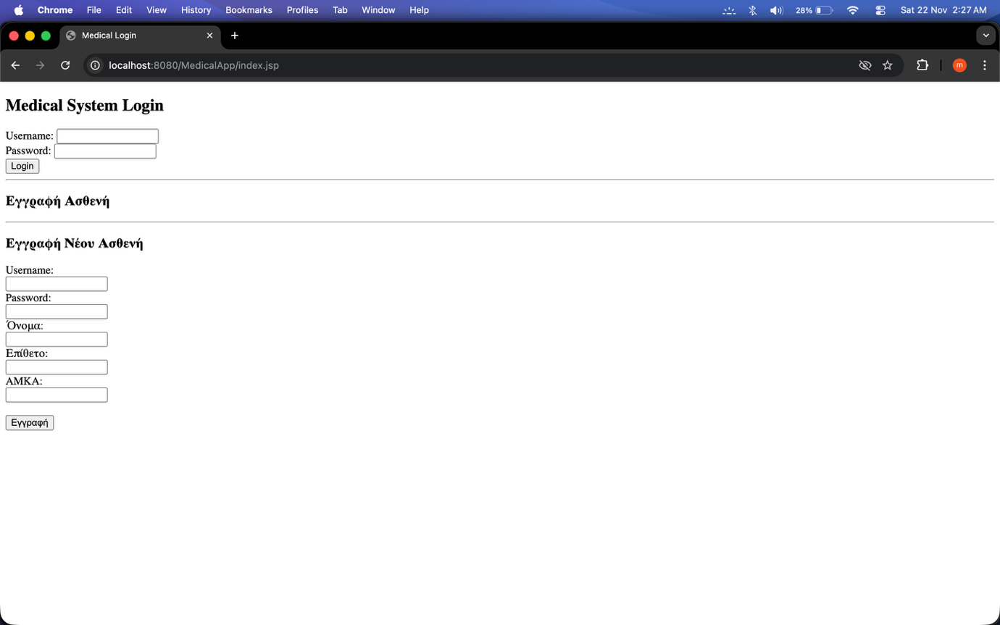 Chrome File Edit View History Bookmarks Profiles Tab Window Help 28% Sat 22 Nov 2:27 AM
Medical Login
localhost:8080/MedicalApp/index.jsp
m
Medical System Login
Username:
Password:
Login
Εγγραφή Ασθενή
Εγγραφή Νέου Ασθενή
Username:
Password:
Όνομα:
Επίθετο:
ΑΜΚΑ:
Εγγραφή